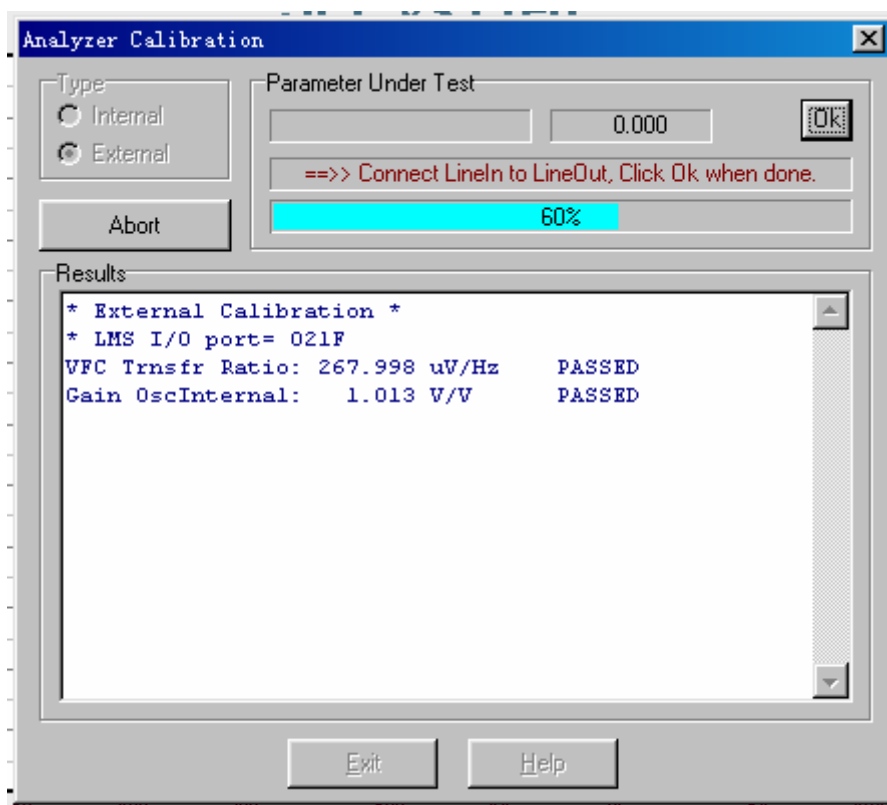 Analyzer Calibration
Type
Internal
External
Abort
Parameter Under Test
0.000
Ok
==>> Connect LineIn to LineOut, Click Ok when done.
60%
Results
* External Calibration *
* LMS I/O port= 021F
VFC Trnsfr Ratio: 267.998 uV/Hz PASSED
Gain OscInternal: 1.013 V/V PASSED
Exit
Help